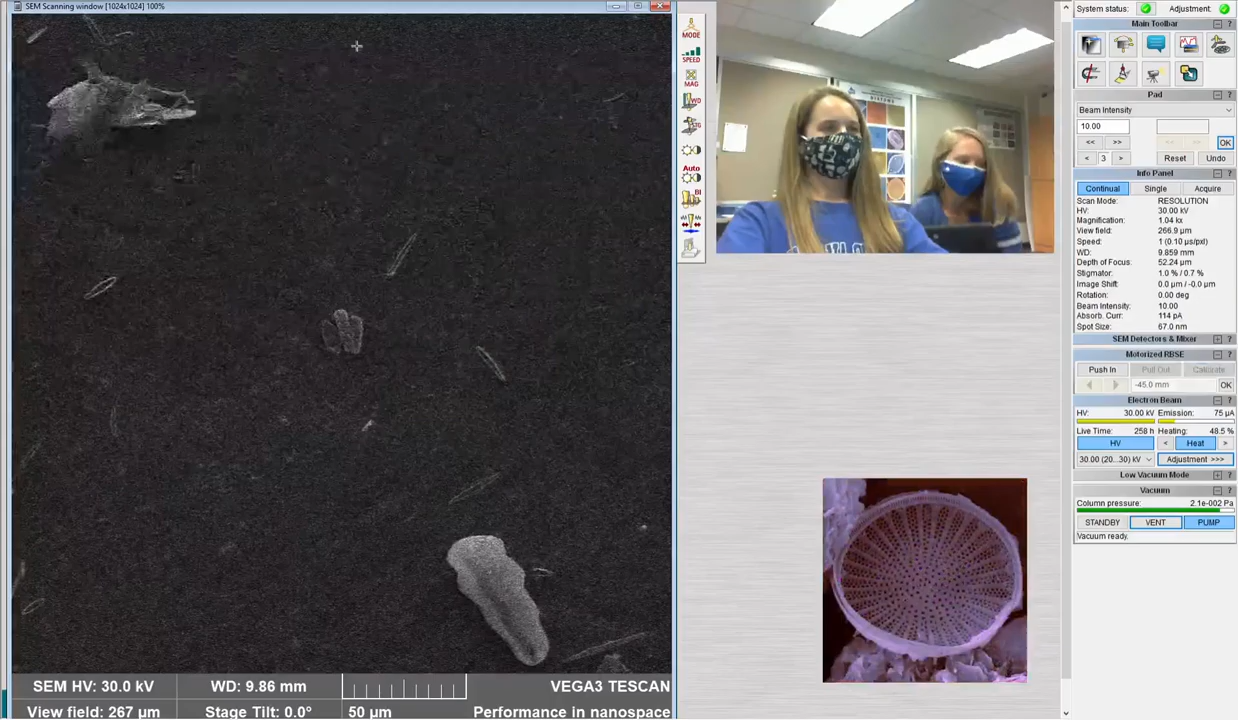 SEM Scanning window [1024x1024] 100%
SEM HV: 30.0 kV
WD: 9.86 mm
VEGA3 TESCAN
View field: 267 µm
Stage Tilt: 0.0°
50 µm
Performance in nanospace
MODE
SPEED
MAG
WD
Auto
BI
DIATOMS
System status:
Adjustment:
Main Toolbar
Pad
Beam Intensity
10.00
<< >> << >> OK
< 3 > Reset Undo
Info Panel
Continual Single Acquire
Scan Mode: RESOLUTION
HV: 30.00 kV
Magnification: 1.04 kx
View field: 266.9 µm
Speed: 1 (0.10 µs/pxl)
WD: 9.859 mm
Depth of Focus: 52.24 µm
Stigmator: 1.0 % / 0.7 %
Image Shift: 0.0 µm / -0.0 µm
Rotation: 0.00 deg
Beam Intensity: 10.00
Absorb. Curr: 114 pA
Spot Size: 67.0 nm
SEM Detectors & Mixer
Motorized RBSE
Push In Pull Out Calibrate
-45.0 mm OK
Electron Beam
HV: 30.00 kV Emission: 75 µA
Live Time: 258 h Heating: 48.5 %
HV < Heat >
30.00 (20...30) kV Adjustment >>>
Low Vacuum Mode
Vacuum
Column pressure: 2.1e-002 Pa
STANDBY VENT PUMP
Vacuum ready.